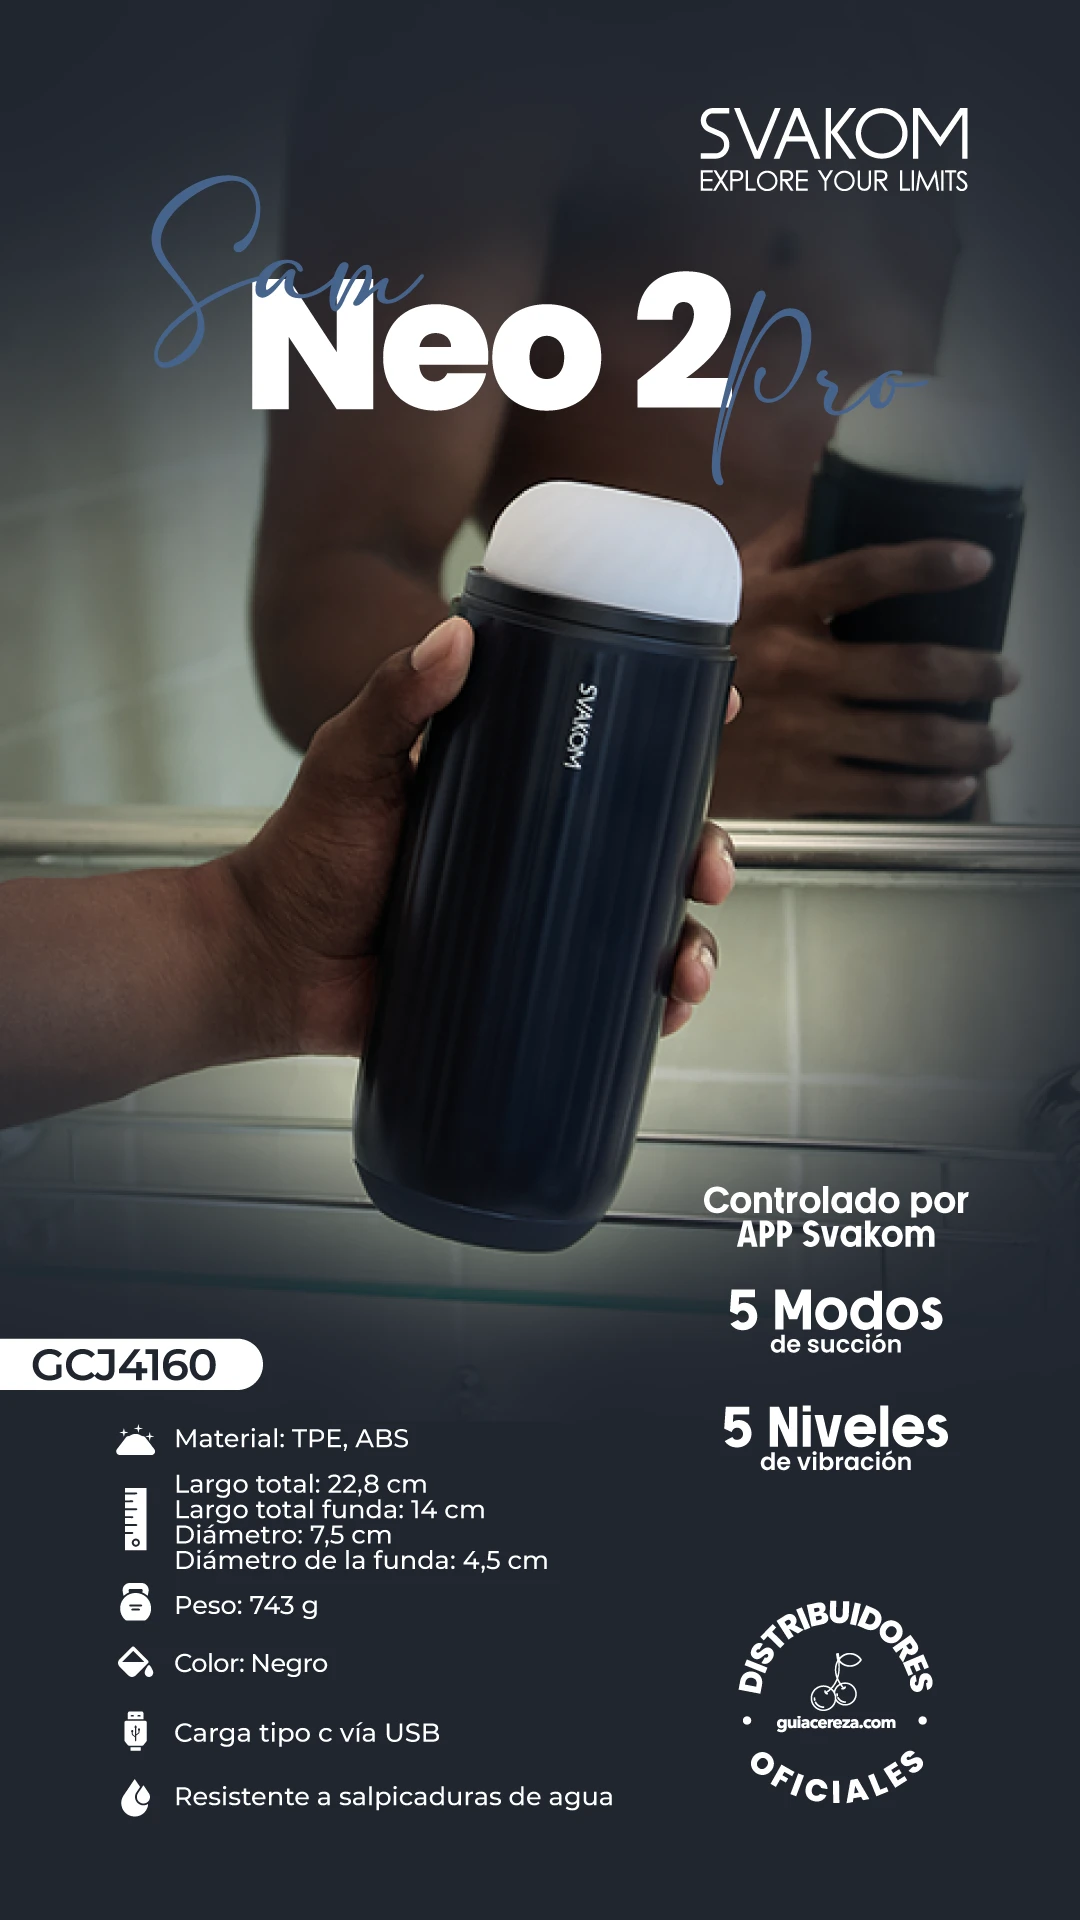 SVAKOM
EXPLORE YOUR LIMITS
Sam
Neo 2
Pro
SVAKOM
Controlado por
APP Svakom
5 Modos
de succión
5 Niveles
de vibración
GCJ4160
Material: TPE, ABS
Largo total: 22,8 cm
Largo total funda: 14 cm
Diámetro: 7,5 cm
Diámetro de la funda: 4,5 cm
Peso: 743 g
Color: Negro
Carga tipo c vía USB
Resistente a salpicaduras de agua
DISTRIBUIDORES
guiacereza.com
OFICIALES